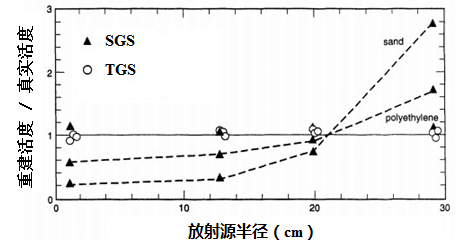 3
2
1
0
重建活度 / 真实活度
▲ SGS
○ TGS
sand
polyethylene
0 10 20 30
放射源半径（cm）